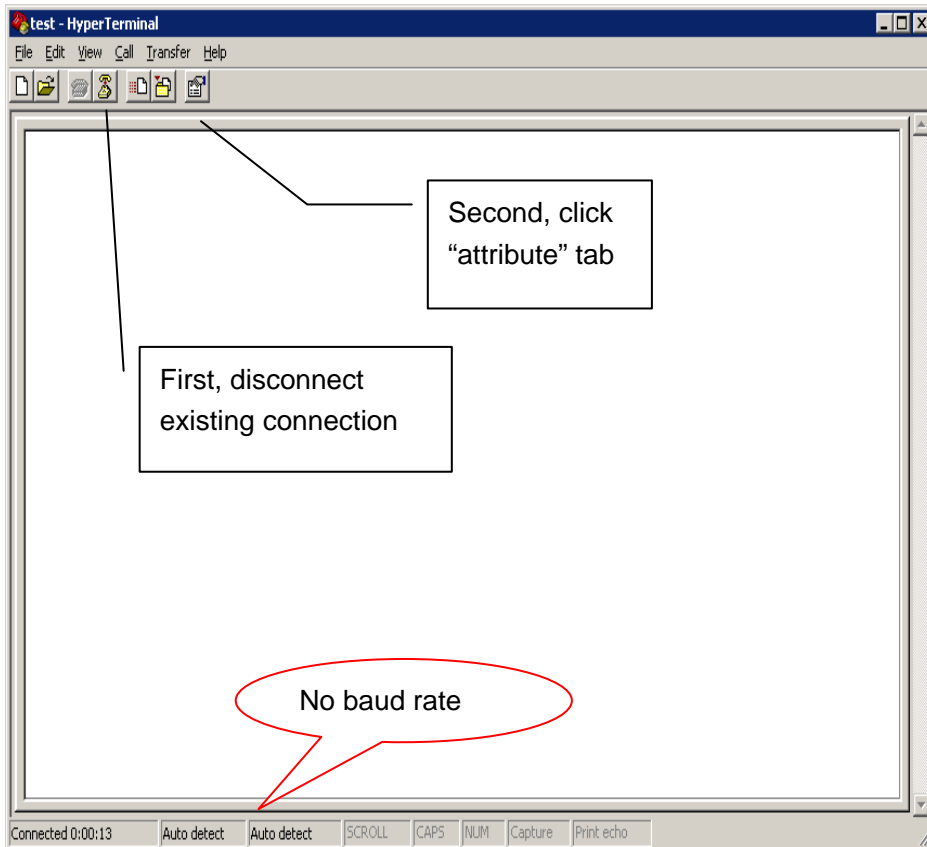 test - HyperTerminal
File Edit View Call Transfer Help
Second, click
“attribute” tab
First, disconnect
existing connection
No baud rate
Connected 0:00:13 Auto detect Auto detect SCROLL CAPS NUM Capture Print echo